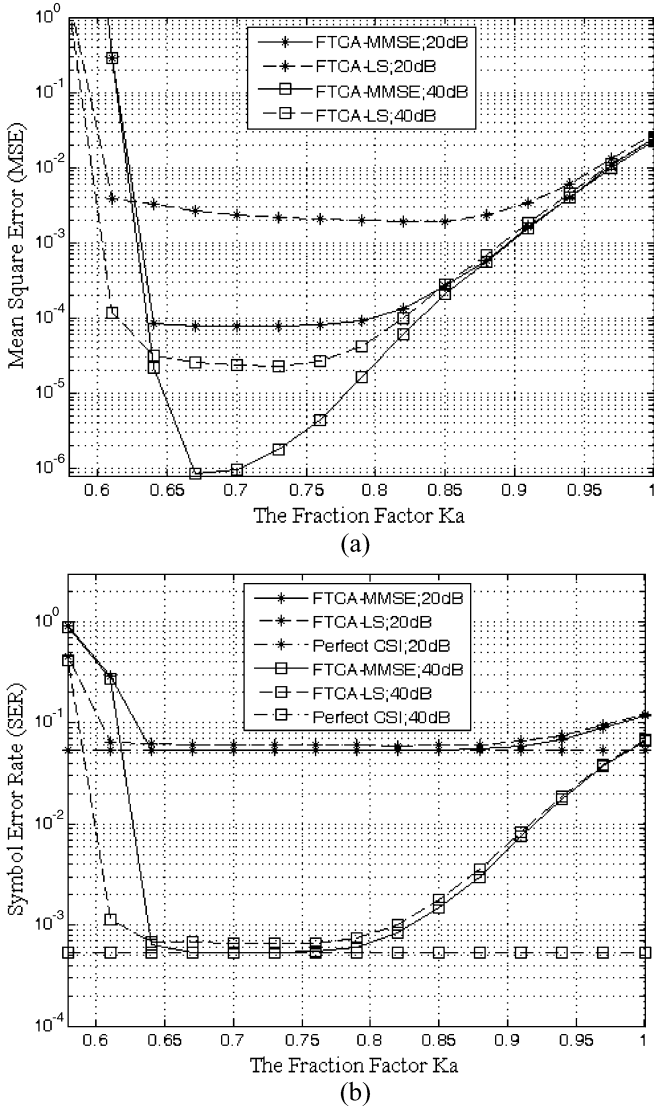 10^0
10^-1
10^-2
10^-3
10^-4
10^-5
10^-6
Mean Square Error (MSE)
FTCA-MMSE;20dB
FTCA-LS;20dB
FTCA-MMSE;40dB
FTCA-LS;40dB
0.6 0.65 0.7 0.75 0.8 0.85 0.9 0.95 1
The Fraction Factor Ka
(a)
10^0
10^-1
10^-2
10^-3
10^-4
Symbol Error Rate (SER)
FTCA-MMSE;20dB
FTCA-LS;20dB
Perfect CSI;20dB
FTCA-MMSE;40dB
FTCA-LS;40dB
Perfect CSI;40dB
0.6 0.65 0.7 0.75 0.8 0.85 0.9 0.95 1
The Fraction Factor Ka
(b)